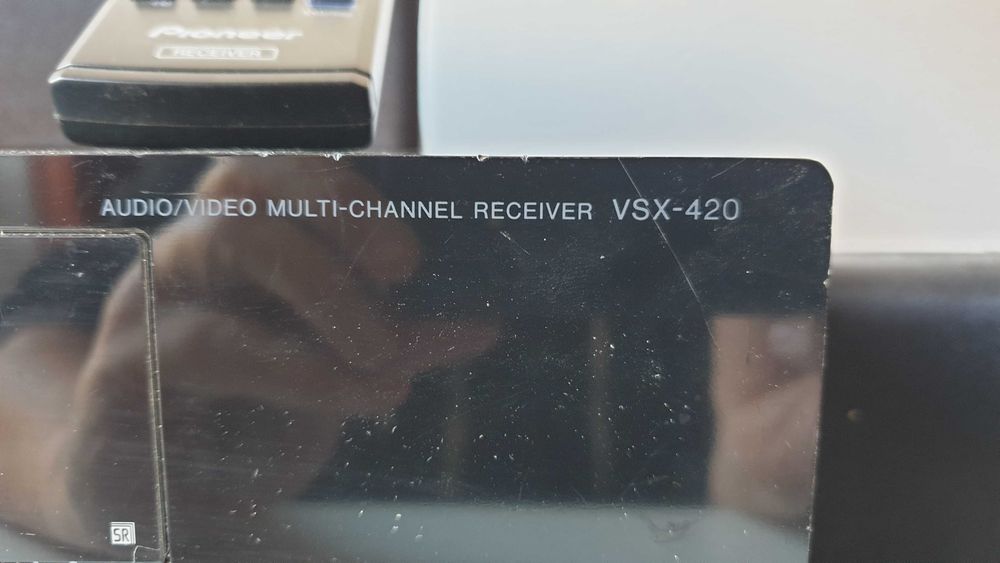 Pioneer
RECEIVER
AUDIO/VIDEO MULTI-CHANNEL RECEIVER VSX-420
SR